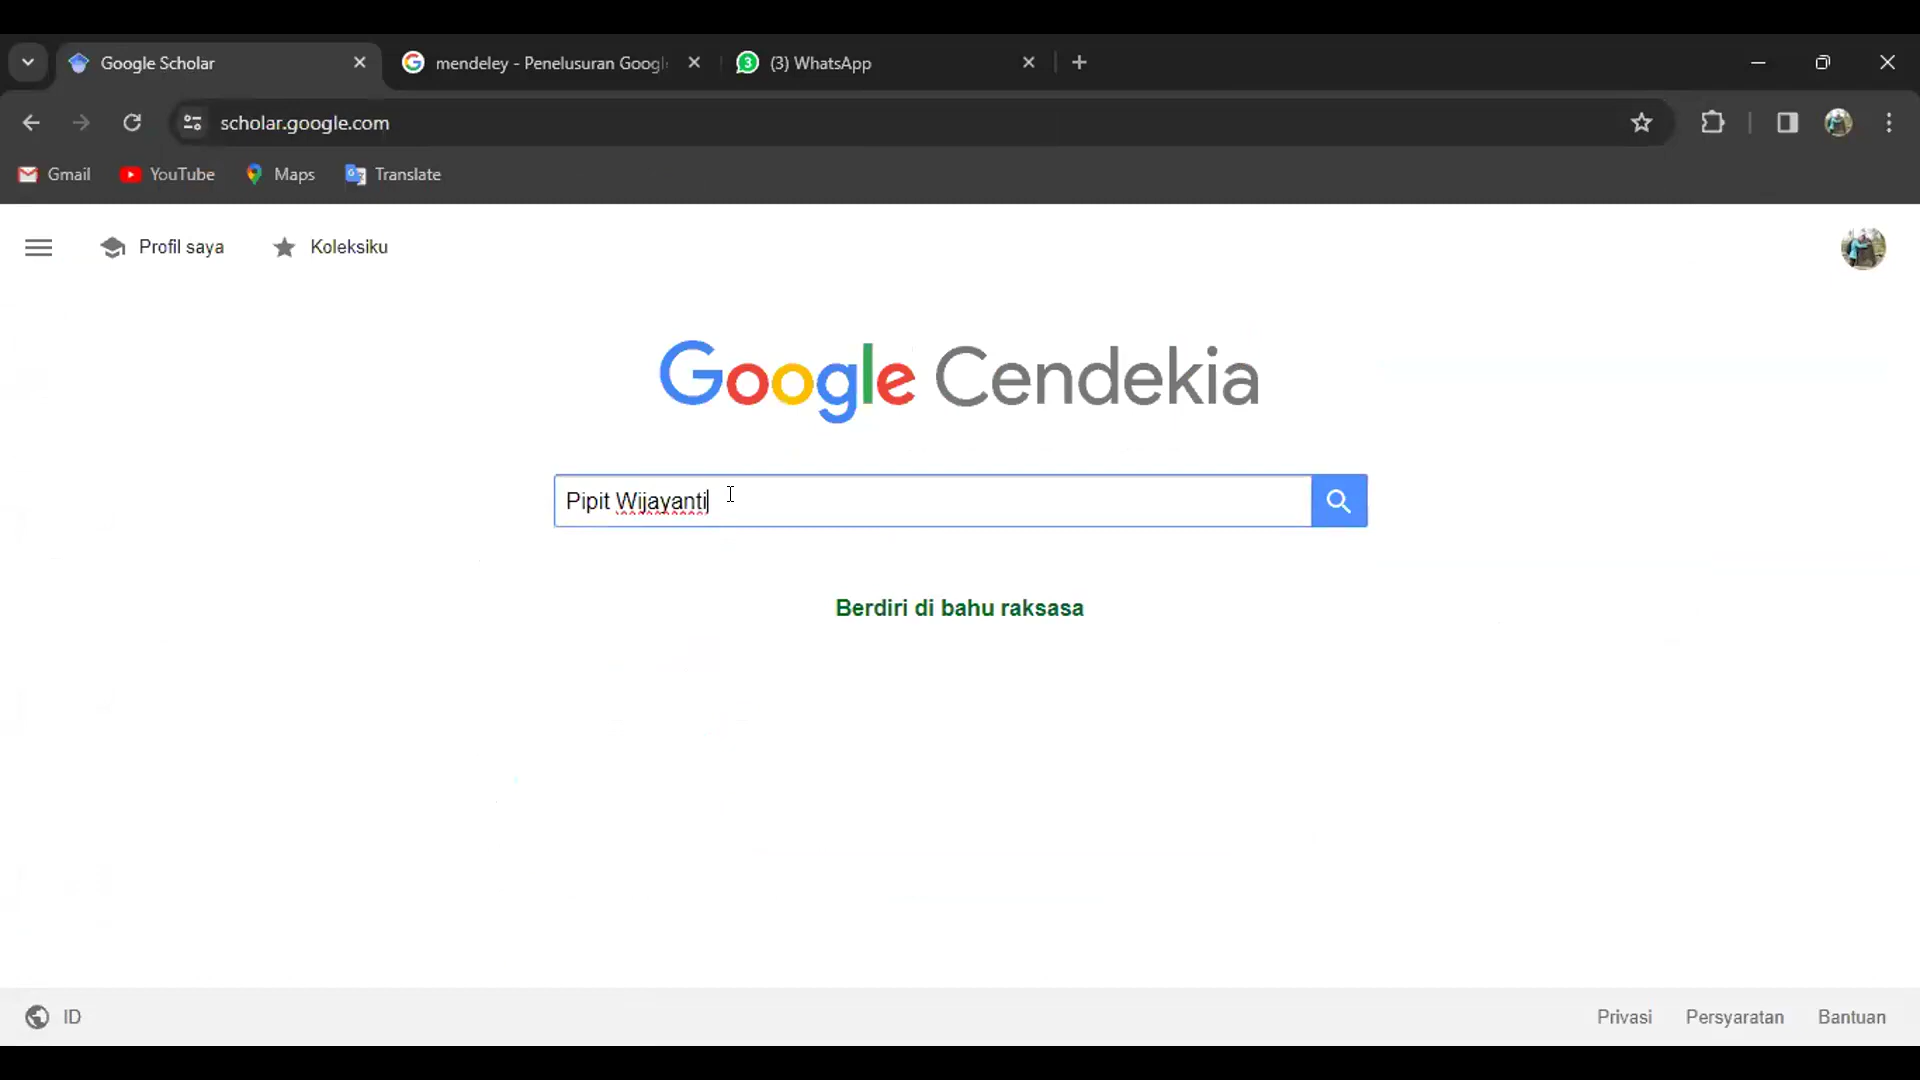 Google Scholar
mendeley - Penelusuran Googl
3
(3) WhatsApp
scholar.google.com
Gmail
YouTube
Maps
Translate
Profil saya
Koleksiku
Google Cendekia
Pipit Wijayanti
Berdiri di bahu raksasa
ID
Privasi
Persyaratan
Bantuan